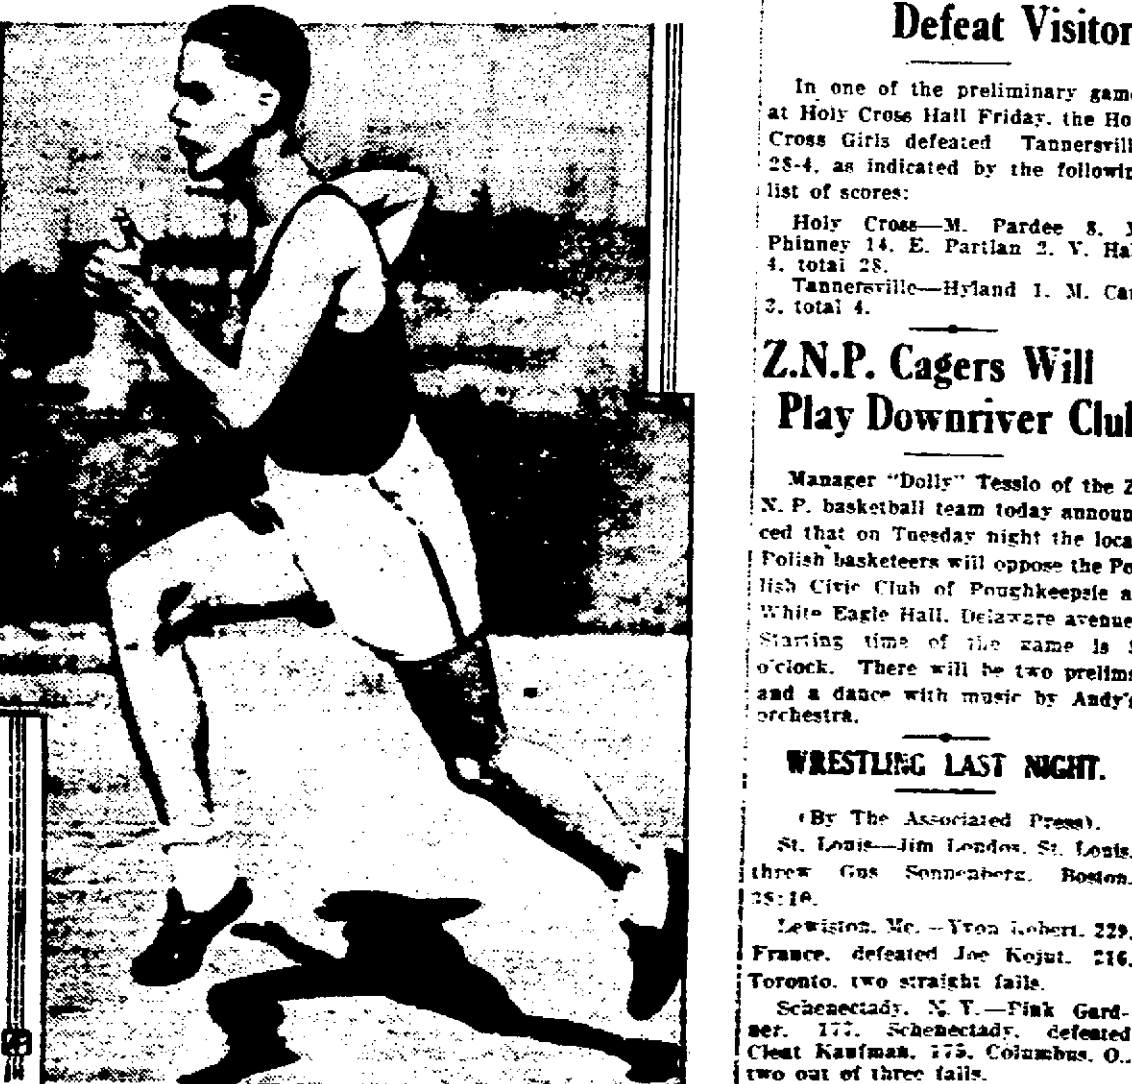 Defeat Visitor
In one of the preliminary game
at Holy Cross Hall Friday, the Ho
Cross Girls defeated Tannersvill
28-4, as indicated by the followin
list of scores:
Holy Cross—M. Pardee 8,
Phinney 14, E. Partlan 2, V. Ha
4, total 28.
Tannersville—Hyland 1, M. Car
3, total 4.
Z.N.P. Cagers Will
Play Downriver Clu
Manager "Dolly" Tessio of the Z
N. P. basketball team today announ
ced that on Tuesday night the loca
Polish basketeers will oppose the Po
lish Civic Club of Poughkeepsie a
White Eagle Hall, Delaware avenue
Starting time of the game is
o'clock. There will be two prelims
and a dance with music by Andy's
orchestra.
WRESTLING LAST NIGHT.
(By The Associated Press).
St. Louis—Jim Londos, St. Louis,
threw Gus Sonnenberg, Boston,
Lewiston, Me.—Yvon Robert, 229,
France, defeated Joe Kojut, 216,
Toronto, two straight falls.
Schenectady, N. Y.—Pink Gard-
ner, Schenectady, defeated
Cleat Kaufman, 175, Columbus, O.,
two out of three falls.